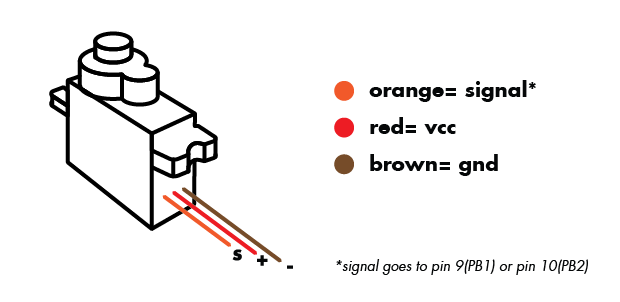 orange= signal*
red= vcc
brown= gnd
s + -
*signal goes to pin 9(PB1) or pin 10(PB2)